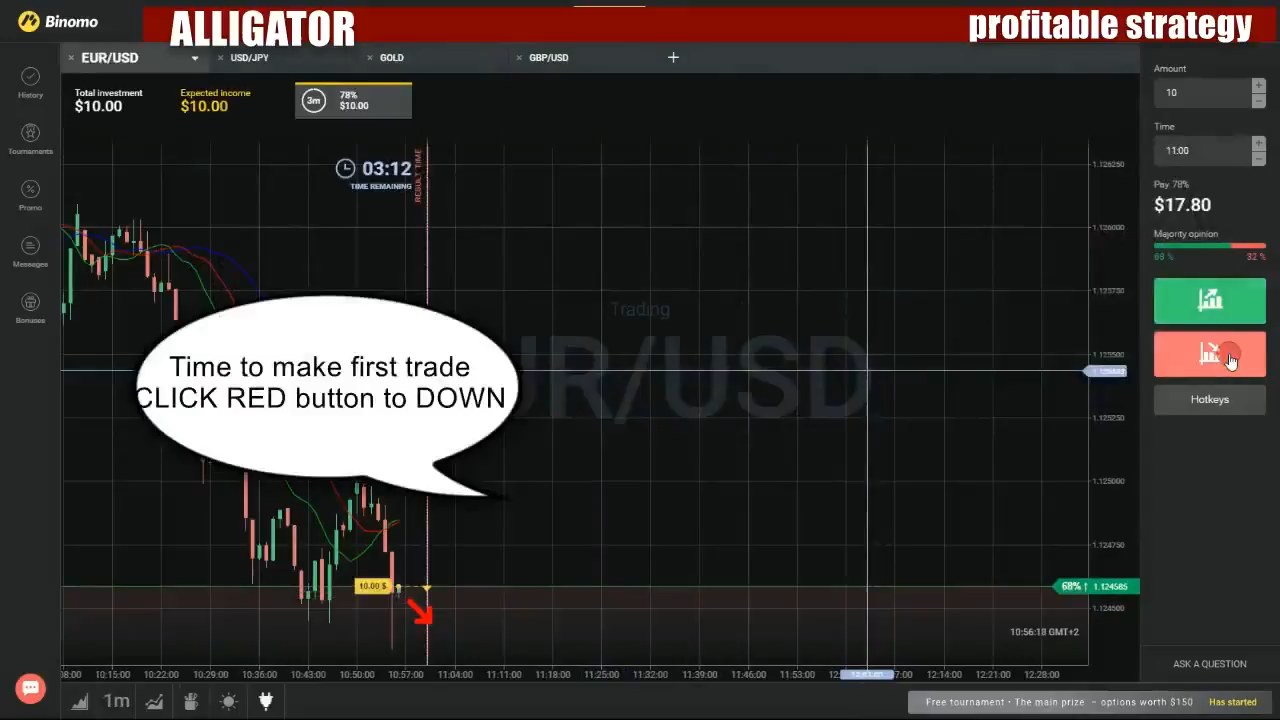 Binomo
ALLIGATOR
profitable strategy
EUR/USD
USD/JPY
GOLD
GBP/USD
+
History
Tournaments
Promo
Messages
Bonuses
Total investment
$10.00
Expected income
$10.00
3m
78%
$10.00
03:12
TIME REMAINING
RESULT TIME
Trading
Time to make first trade
CLICK RED button to DOWN
10.00 $
1.126250
1.126000
1.125750
1.125500
1.125250
1.125000
1.124750
68% ↑ 1.124585
1.124500
10:56:18 GMT+2
10:15:00
10:22:00
10:29:00
10:36:00
10:43:00
10:50:00
10:57:00
11:04:00
11:11:00
11:18:00
11:25:00
11:32:00
11:39:00
11:46:00
11:53:00
12:14:00
12:21:00
12:28:00
1m
Amount
10
Time
11:00
Pay 78%
$17.80
Majority opinion
68 %
32 %
Hotkeys
ASK A QUESTION
Free tournament · The main prize – options worth $150 Has started